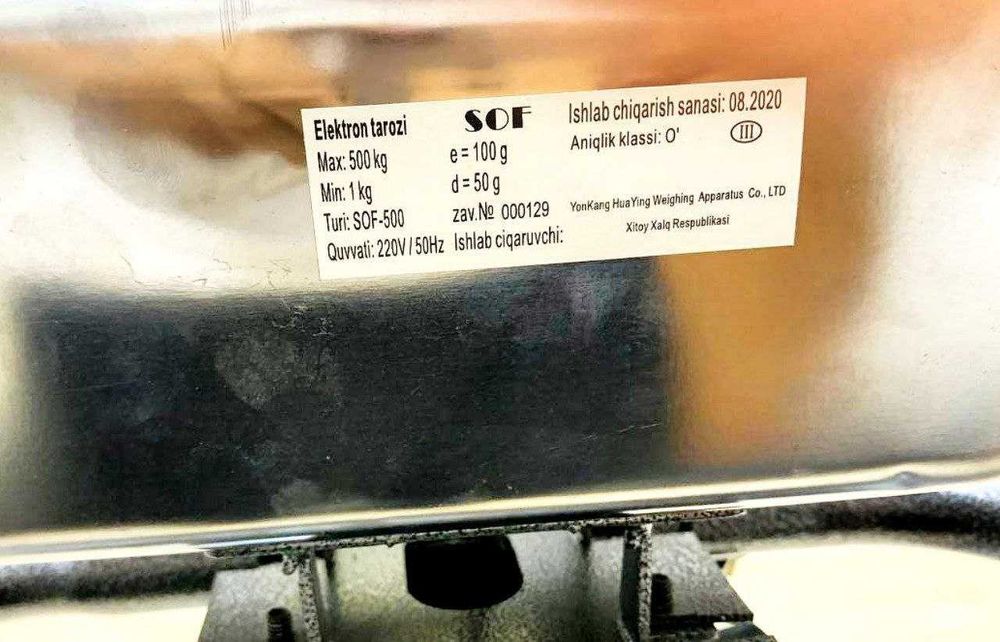 Elektron tarozi
Max: 500 kg
Min: 1 kg
Turi: SOF-500
Quvvati: 220V / 50Hz
SOF
e = 100 g
d = 50 g
zav.№ 000129
Ishlab ciqaruvchi:
Ishlab chiqarish sanasi: 08.2020
Aniqlik klassi: O' III
YonKang HuaYing Weighing Apparatus Co., LTD
Xitoy Xalq Respublikasi